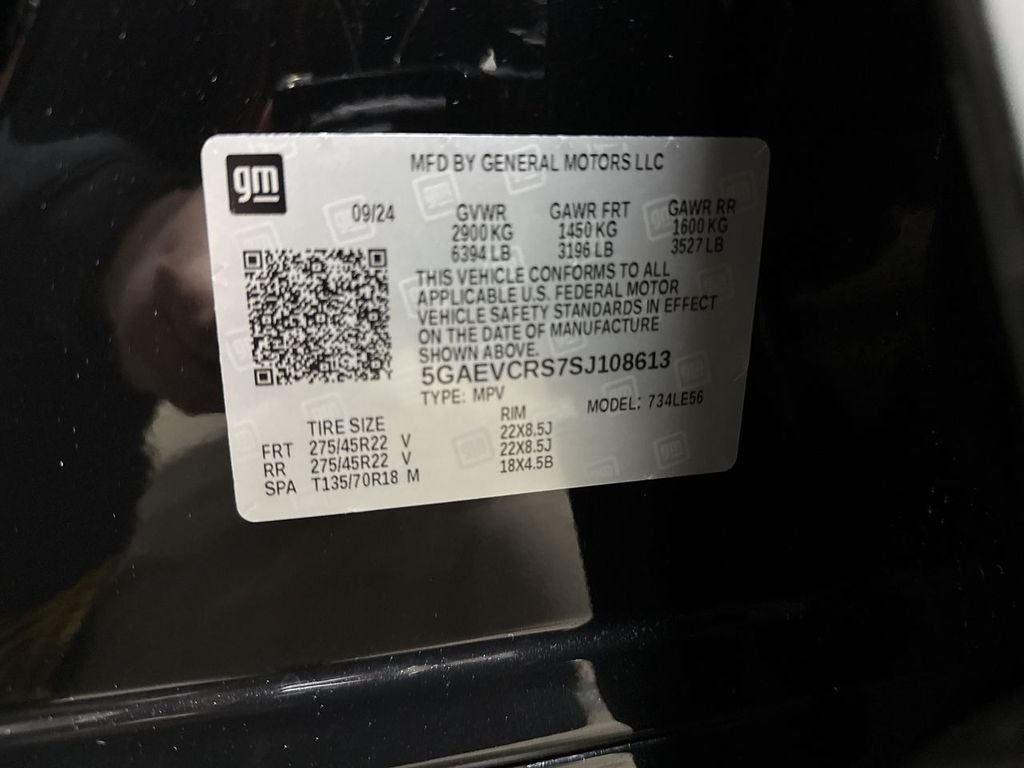 gm
MFD BY GENERAL MOTORS LLC
09/24 GVWR GAWR FRT GAWR RR
2900 KG 1450 KG 1600 KG
6394 LB 3196 LB 3527 LB
THIS VEHICLE CONFORMS TO ALL
APPLICABLE U.S. FEDERAL MOTOR
VEHICLE SAFETY STANDARDS IN EFFECT
ON THE DATE OF MANUFACTURE
SHOWN ABOVE.
5GAEVCRS7SJ108613
TYPE: MPV MODEL: 734LE56
TIRE SIZE RIM
FRT 275/45R22 V 22X8.5J
RR 275/45R22 V 22X8.5J
SPA T135/70R18 M 18X4.5B